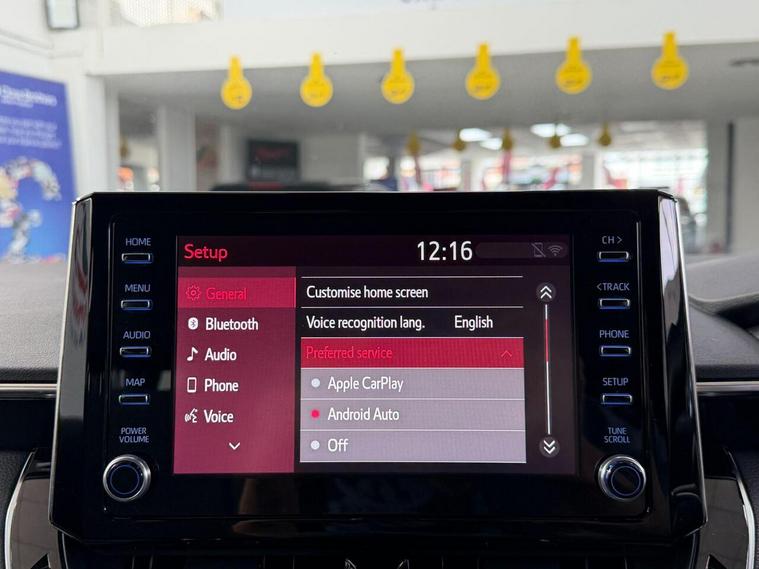 HOME
MENU
AUDIO
MAP
POWER
VOLUME
Setup
12:16
General
Bluetooth
Audio
Phone
Voice
Customise home screen
Voice recognition lang. English
Preferred service
Apple CarPlay
Android Auto
Off
CH >
< TRACK
PHONE
SETUP
TUNE
SCROLL